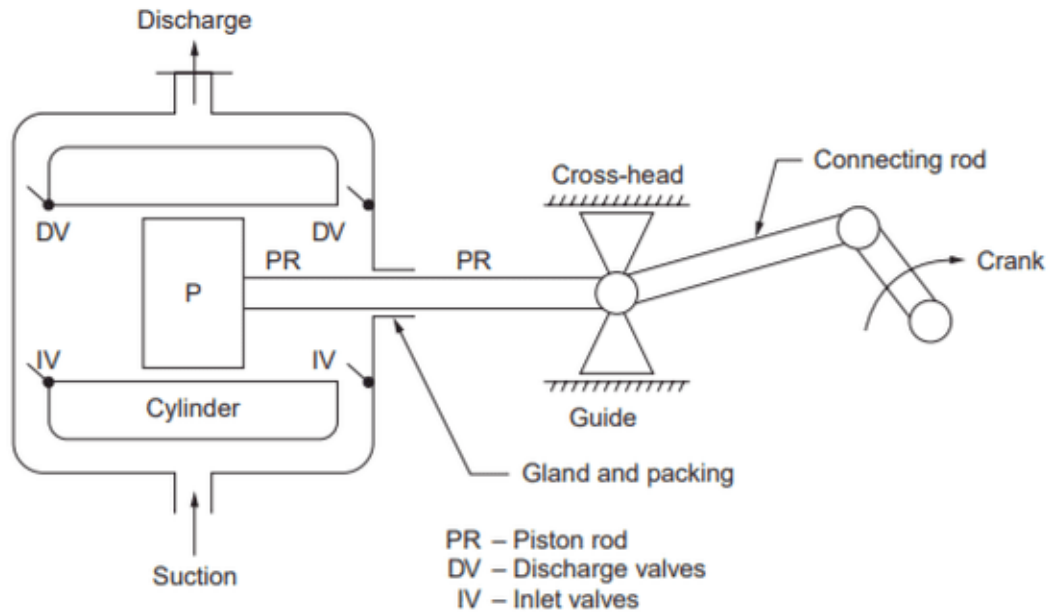 Discharge
Connecting rod
Cross-head
DV
DV
PR
PR
P
Crank
IV
IV
Cylinder
Guide
Gland and packing
Suction
PR – Piston rod
DV – Discharge valves
IV – Inlet valves